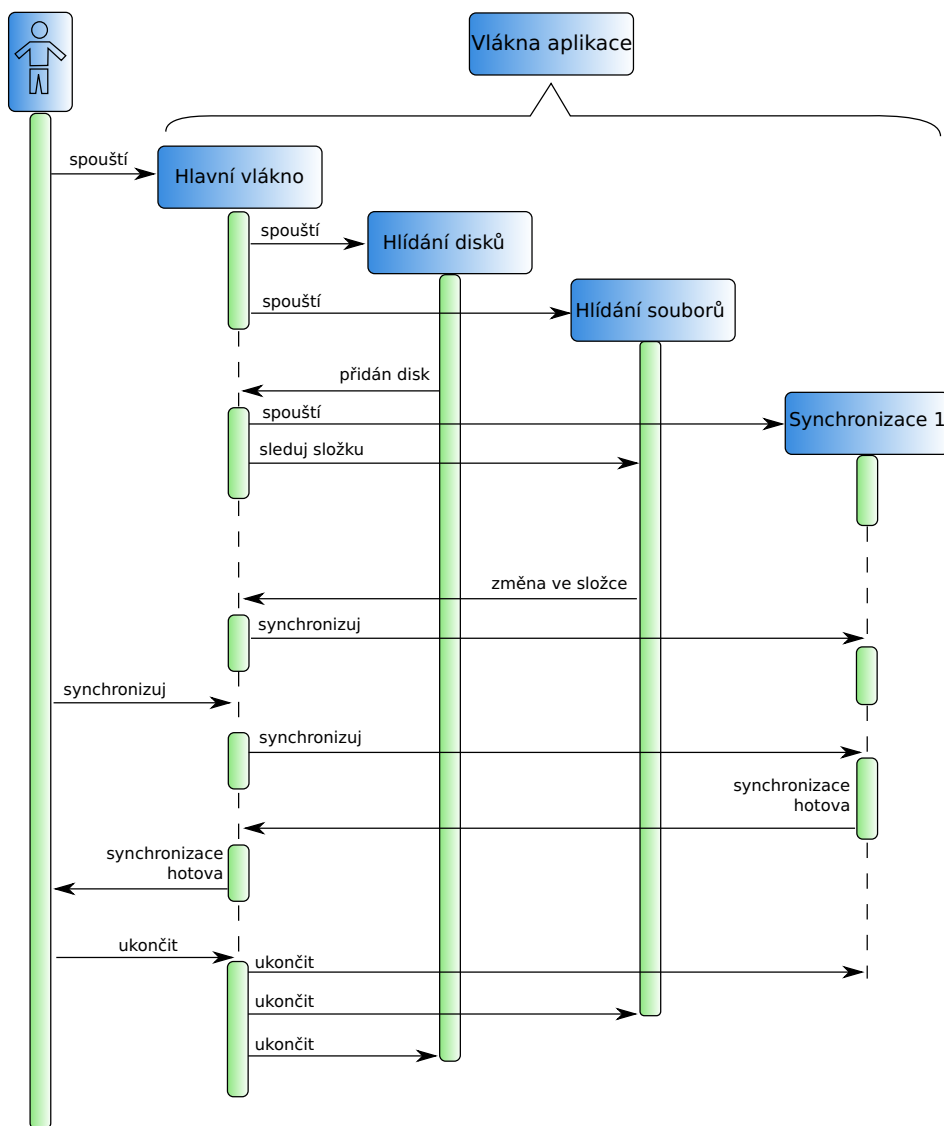 Vlákna aplikace
spouští
Hlavní vlákno
spouští
Hlídání disků
spouští
Hlídání souborů
přidán disk
spouští
Synchronizace 1
sleduj složku
změna ve složce
synchronizuj
synchronizuj
synchronizuj
synchronizace
hotova
synchronizace
hotova
ukončit
ukončit
ukončit
ukončit